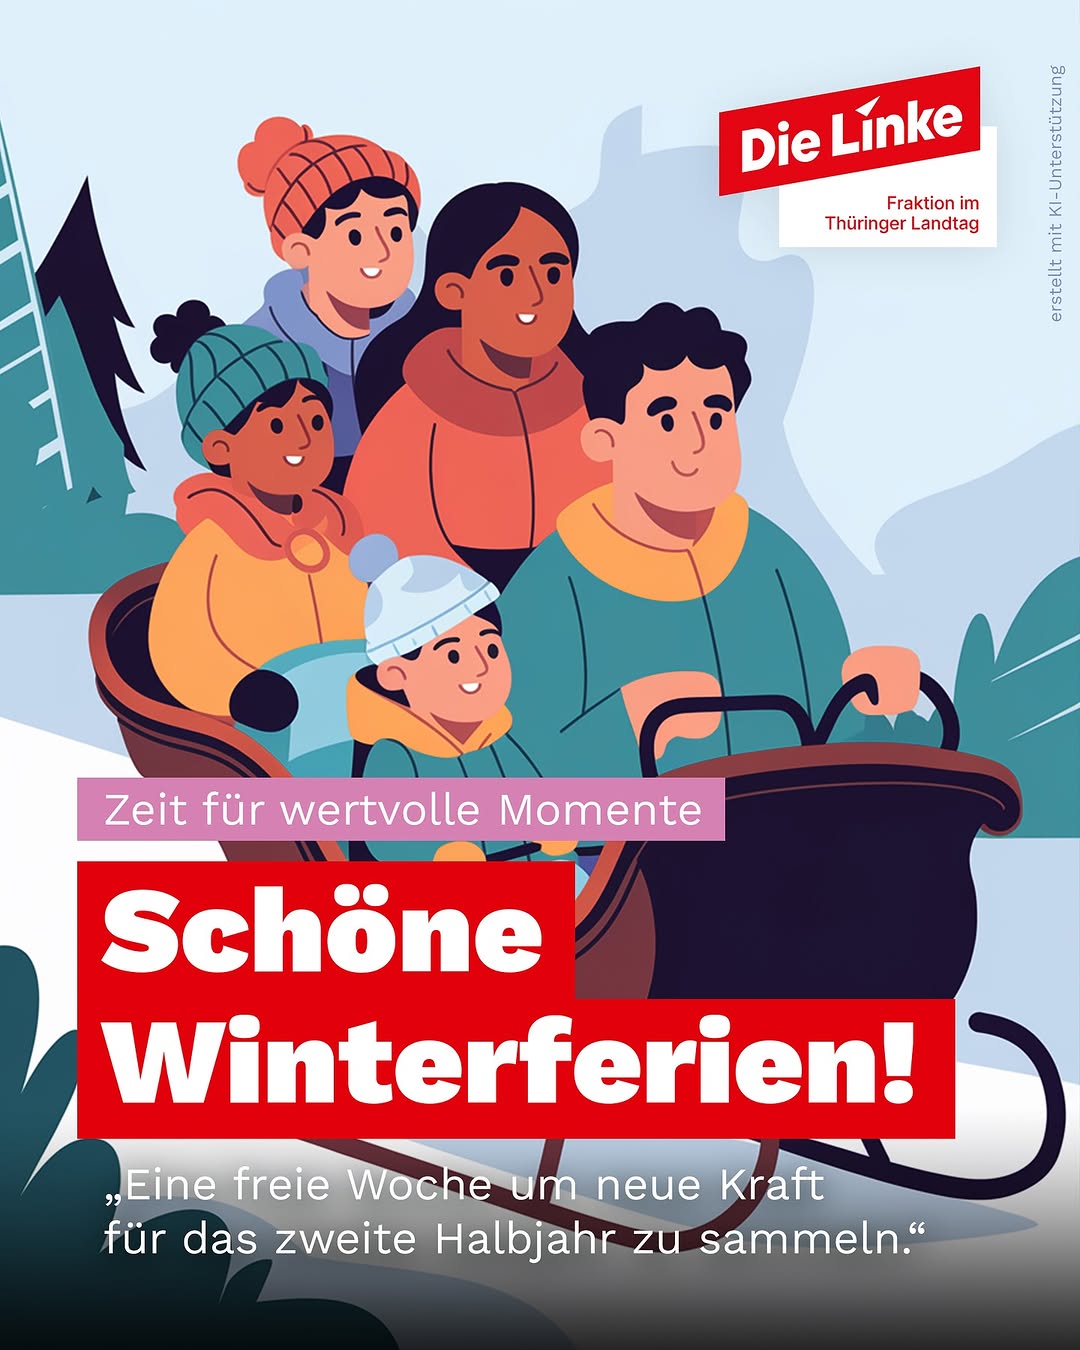 Die Linke
Fraktion im
Thüringer Landtag
erstellt mit KI-Unterstützung
Zeit für wertvolle Momente
Schöne
Winterferien!
„Eine freie Woche um neue Kraft
für das zweite Halbjahr zu sammeln.“